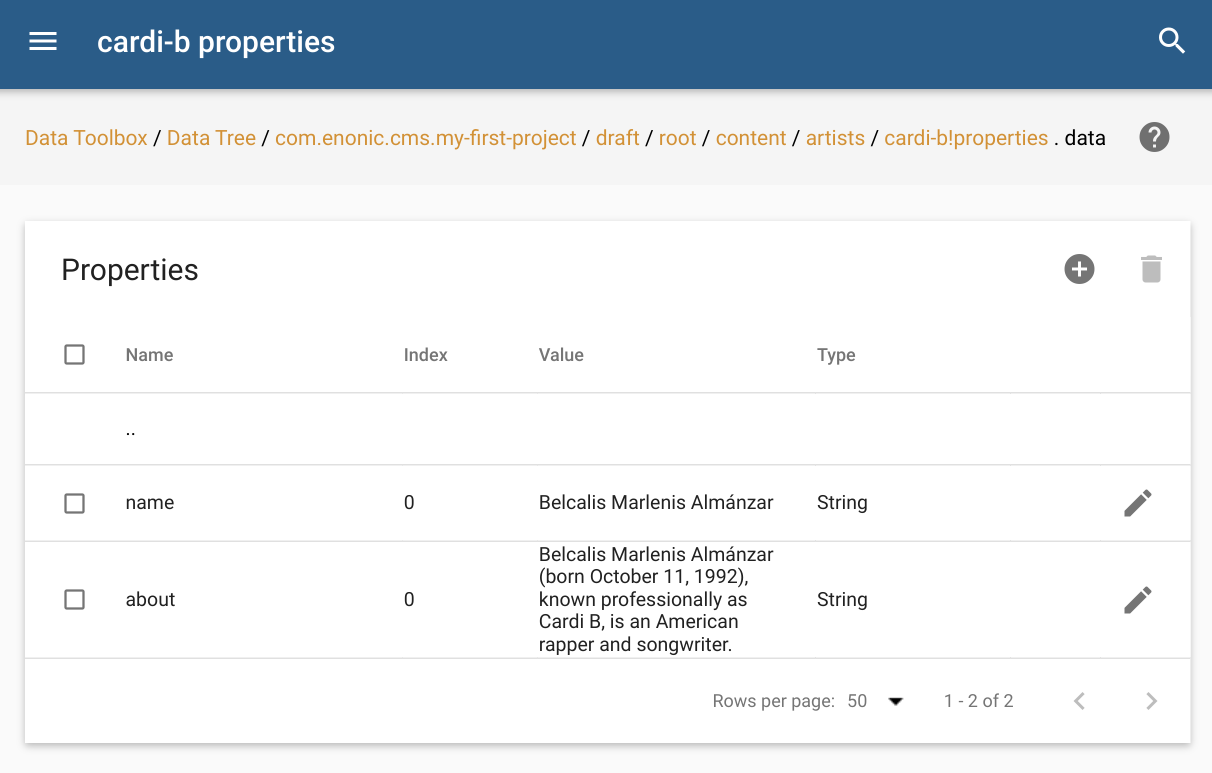 cardi-b properties
Data Toolbox / Data Tree / com.enonic.cms.my-first-project / draft / root / content / artists / cardi-b!properties . data
Properties
Name Index Value Type
..
name 0 Belcalis Marlenis Almánzar String
Belcalis Marlenis Almánzar
(born October 11, 1992),
about 0 known professionally as String
Cardi B, is an American
rapper and songwriter.
Rows per page: 50 1 - 2 of 2